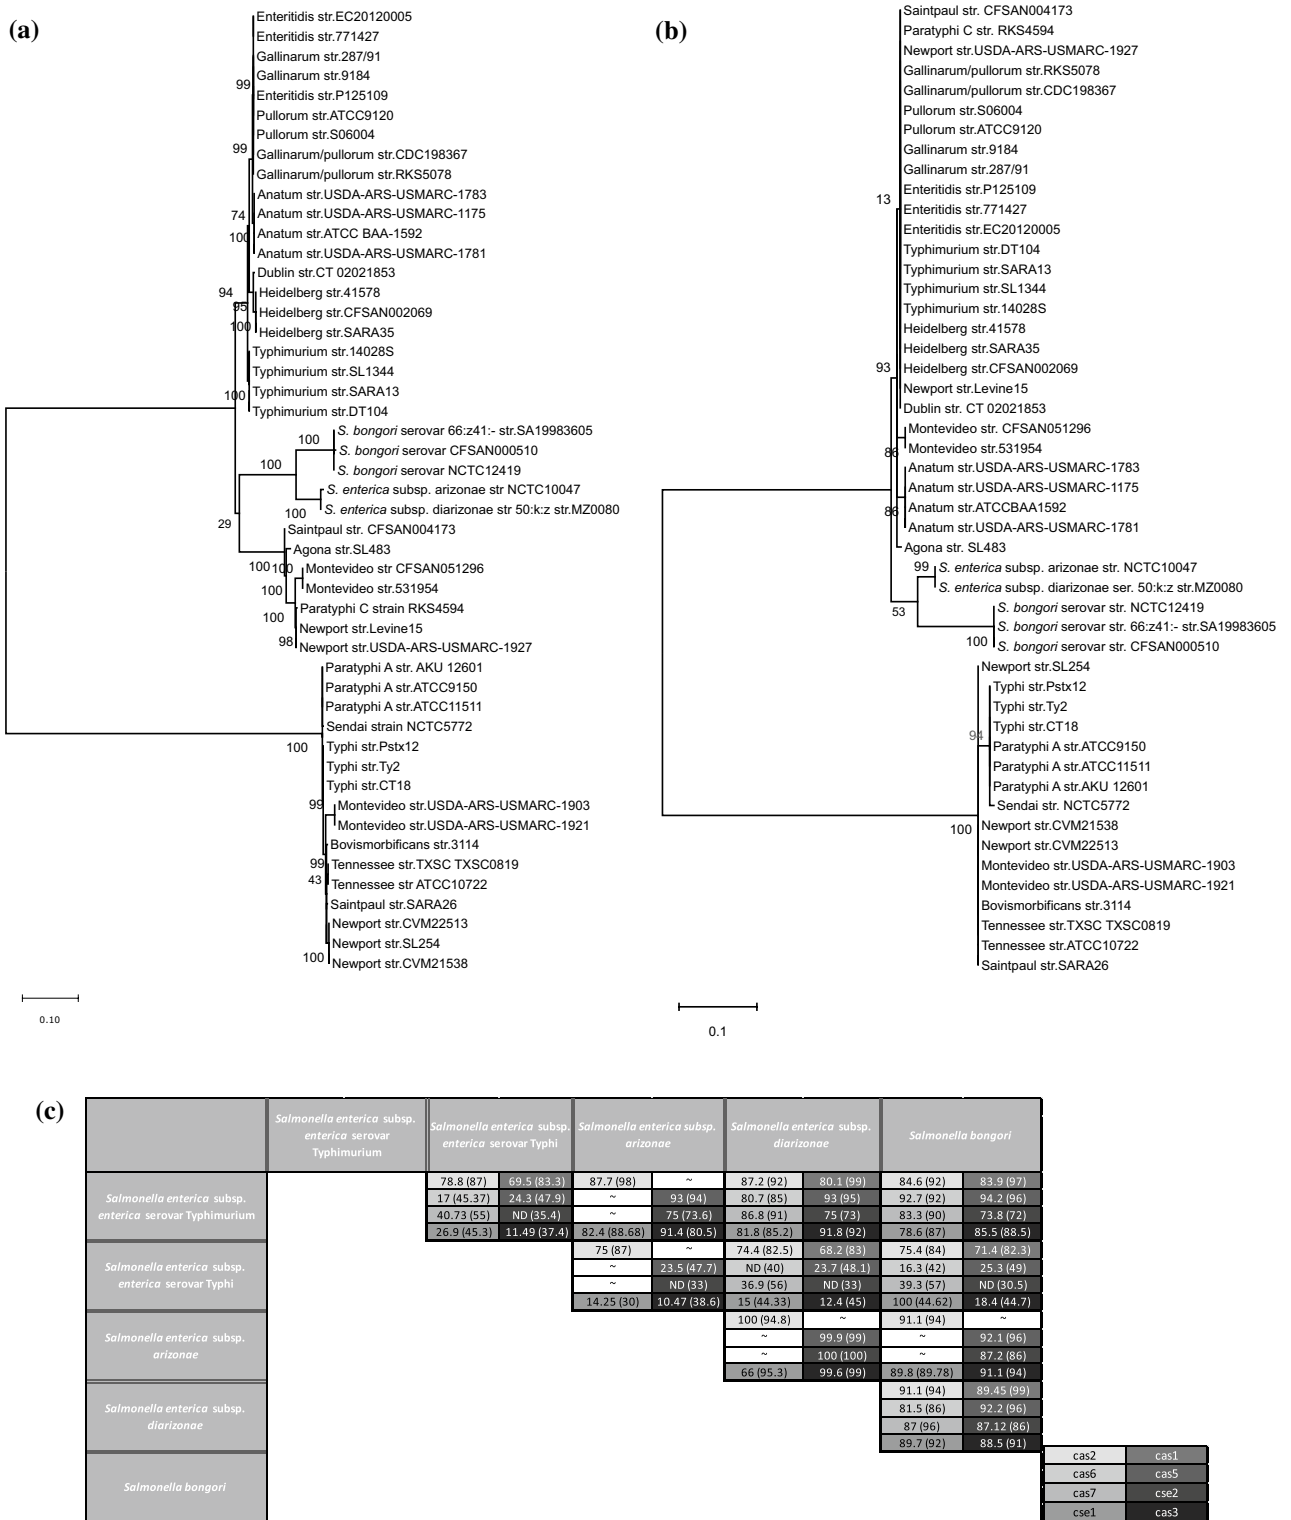 (a)
Enteritidis str.EC20120005
Enteritidis str.771427
Gallinarum str.287/91
Gallinarum str.9184
99
Enteritidis str.P125109
Pullorum str.ATCC9120
Pullorum str.S06004
99
Gallinarum/pullorum str.CDC198367
Gallinarum/pullorum str.RKS5078
Anatum str.USDA-ARS-USMARC-1783
74
Anatum str.USDA-ARS-USMARC-1175
100
Anatum str.ATCC BAA-1592
Anatum str.USDA-ARS-USMARC-1781
Dublin str.CT 02021853
94
Heidelberg str.41578
95
Heidelberg str.CFSAN002069
100
Heidelberg str.SARA35
Typhimurium str.14028S
Typhimurium str.SL1344
100
Typhimurium str.SARA13
Typhimurium str.DT104
100
S. bongori serovar 66:z41:- str.SA19983605
S. bongori serovar CFSAN000510
100
S. bongori serovar NCTC12419
S. enterica subsp. arizonae str NCTC10047
100
S. enterica subsp. diarizonae str 50:k:z str.MZ0080
29
Saintpaul str. CFSAN004173
Agona str.SL483
100
100
Montevideo str CFSAN051296
100
Montevideo str.531954
Paratyphi C strain RKS4594
100
Newport str.Levine15
98
Newport str.USDA-ARS-USMARC-1927
Paratyphi A str. AKU 12601
Paratyphi A str.ATCC9150
Paratyphi A str.ATCC11511
Sendai strain NCTC5772
100
Typhi str.Pstx12
Typhi str.Ty2
Typhi str.CT18
99
Montevideo str.USDA-ARS-USMARC-1903
Montevideo str.USDA-ARS-USMARC-1921
Bovismorbificans str.3114
99
Tennessee str.TXSC TXSC0819
43
Tennessee str ATCC10722
Saintpaul str.SARA26
Newport str.CVM22513
Newport str.SL254
100
Newport str.CVM21538
0.10
(b)
Saintpaul str. CFSAN004173
Paratyphi C str. RKS4594
Newport str.USDA-ARS-USMARC-1927
Gallinarum/pullorum str.RKS5078
Gallinarum/pullorum str.CDC198367
Pullorum str.S06004
Pullorum str.ATCC9120
Gallinarum str.9184
Gallinarum str.287/91
Enteritidis str.P125109
13
Enteritidis str.771427
Enteritidis str.EC20120005
Typhimurium str.DT104
Typhimurium str.SARA13
Typhimurium str.SL1344
Typhimurium str.14028S
Heidelberg str.41578
Heidelberg str.SARA35
93
Heidelberg str.CFSAN002069
Newport str.Levine15
Dublin str. CT 02021853
Montevideo str. CFSAN051296
86
Montevideo str.531954
Anatum str.USDA-ARS-USMARC-1783
Anatum str.USDA-ARS-USMARC-1175
86
Anatum str.ATCCBAA1592
Anatum str.USDA-ARS-USMARC-1781
Agona str. SL483
99
S. enterica subsp. arizonae str. NCTC10047
S. enterica subsp. diarizonae ser. 50:k:z str.MZ0080
53
S. bongori serovar str. NCTC12419
S. bongori serovar str. 66:z41:- str.SA19983605
100
S. bongori serovar str. CFSAN000510
Newport str.SL254
Typhi str.Pstx12
Typhi str.Ty2
Typhi str.CT18
94
Paratyphi A str.ATCC9150
Paratyphi A str.ATCC11511
Paratyphi A str.AKU 12601
Sendai str. NCTC5772
100
Newport str.CVM21538
Newport str.CVM22513
Montevideo str.USDA-ARS-USMARC-1903
Montevideo str.USDA-ARS-USMARC-1921
Bovismorbificans str.3114
Tennessee str.TXSC TXSC0819
Tennessee str.ATCC10722
Saintpaul str.SARA26
0.1
(c)
Salmonella enterica subsp. enterica serovar Typhimurium
Salmonella enterica subsp. enterica serovar Typhi
Salmonella enterica subsp. arizonae
Salmonella enterica subsp. diarizonae
Salmonella bongori
Salmonella enterica subsp. enterica serovar Typhimurium
78.8 (87) 69.5 (83.3) 87.7 (98) ~ 87.2 (92) 80.1 (99) 84.6 (92) 83.9 (97)
17 (45.37) 24.3 (47.9) ~ 93 (94) 80.7 (85) 93 (95) 92.7 (92) 94.2 (96)
40.73 (55) ND (35.4) ~ 75 (73.6) 86.8 (91) 75 (73) 83.3 (90) 73.8 (72)
26.9 (45.3) 11.49 (37.4) 82.4 (88.68) 91.4 (80.5) 81.8 (85.2) 91.8 (92) 78.6 (87) 85.5 (88.5)
Salmonella enterica subsp. enterica serovar Typhi
75 (87) ~ 74.4 (82.5) 68.2 (83) 75.4 (84) 71.4 (82.3)
~ 23.5 (47.7) ND (40) 23.7 (48.1) 16.3 (42) 25.3 (49)
~ ND (33) 36.9 (56) ND (33) 39.3 (57) ND (30.5)
14.25 (30) 10.47 (38.6) 15 (44.33) 12.4 (45) 100 (44.62) 18.4 (44.7)
Salmonella enterica subsp. arizonae
100 (94.8) ~ 91.1 (94) ~
~ 99.9 (99) ~ 92.1 (96)
~ 100 (100) ~ 87.2 (86)
66 (95.3) 99.6 (99) 89.8 (89.78) 91.1 (94)
Salmonella enterica subsp. diarizonae
91.1 (94) 89.45 (99)
81.5 (86) 92.2 (96)
87 (96) 87.12 (86)
89.7 (92) 88.5 (91)
Salmonella bongori
cas2 cas1
cas6 cas5
cas7 cse2
cse1 cas3